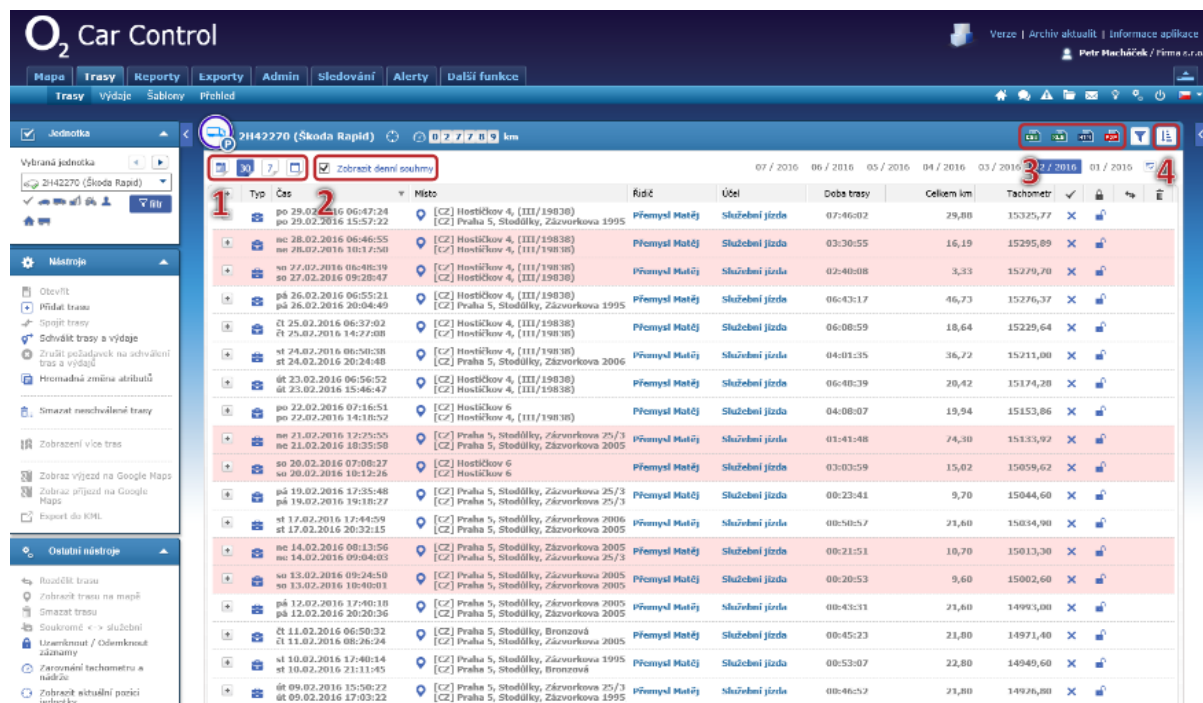 O2 Car Control
Verze | Archiv aktualit | Informace aplikace
Petr Macháček / Firma s.r.o
Mapa Trasy Reporty Exporty Admin Sledování Alerty Další funkce
Trasy Výdaje Šablony Přehled
Jednotka
2H42270 (Škoda Rapid) 027789 km
Vybraná jednotka
2H42270 (Škoda Rapid)
filtr
30 7 Zobrazit denní souhrny
07 / 2016 06 / 2016 05 / 2016 04 / 2016 03 / 2016 2 / 2016 01 / 2016
1 2 3 4
Typ Čas Místo Řidič Účel Doba trasy Celkem km Tachometr
po 29.02.2016 06:47:24 [CZ] Hostičkov 4, (III/19838)
po 29.02.2016 15:57:22 [CZ] Praha 5, Stodůlky, Zázvorkova 1995
Přemysl Matěj Služební jízda 07:46:02 29,88 15325,77
ne 28.02.2016 06:46:55 [CZ] Hostičkov 4, (III/19838)
ne 28.02.2016 10:17:50 [CZ] Hostičkov 4, (III/19838)
Přemysl Matěj Služební jízda 03:30:55 16,19 15295,89
so 27.02.2016 06:48:39 [CZ] Hostičkov 4, (III/19838)
so 27.02.2016 09:28:47 [CZ] Hostičkov 4, (III/19838)
Přemysl Matěj Služební jízda 02:40:08 3,33 15279,70
pá 26.02.2016 06:55:21 [CZ] Hostičkov 4, (III/19838)
pá 26.02.2016 20:04:49 [CZ] Praha 5, Stodůlky, Zázvorkova 1995
Přemysl Matěj Služební jízda 06:43:17 46,73 15276,37
čt 25.02.2016 06:37:02 [CZ] Hostičkov 4, (III/19838)
čt 25.02.2016 14:27:08 [CZ] Hostičkov 4, (III/19838)
Přemysl Matěj Služební jízda 06:08:59 18,64 15229,64
st 24.02.2016 06:50:38 [CZ] Hostičkov 4, (III/19838)
st 24.02.2016 20:24:48 [CZ] Praha 5, Stodůlky, Zázvorkova 2006
Přemysl Matěj Služební jízda 04:01:35 36,72 15211,00
út 23.02.2016 06:56:52 [CZ] Hostičkov 4, (III/19838)
út 23.02.2016 15:46:47 [CZ] Hostičkov 4, (III/19838)
Přemysl Matěj Služební jízda 06:40:39 20,42 15174,28
po 22.02.2016 07:16:51 [CZ] Hostičkov 6
po 22.02.2016 14:18:52 [CZ] Hostičkov 4, (III/19838)
Přemysl Matěj Služební jízda 04:08:07 19,94 15153,86
ne 21.02.2016 12:25:55 [CZ] Praha 5, Stodůlky, Zázvorkova 25/3
ne 21.02.2016 18:35:58 [CZ] Praha 5, Stodůlky, Zázvorkova 2005
Přemysl Matěj Služební jízda 01:41:48 74,30 15133,92
so 20.02.2016 07:08:27 [CZ] Hostičkov 6
so 20.02.2016 10:12:26 [CZ] Hostičkov 6
Přemysl Matěj Služební jízda 03:03:59 15,02 15059,62
pá 19.02.2016 17:35:48 [CZ] Praha 5, Stodůlky, Zázvorkova 25/3
pá 19.02.2016 19:18:27 [CZ] Praha 5, Stodůlky, Zázvorkova 25/3
Přemysl Matěj Služební jízda 00:23:41 9,70 15044,60
st 17.02.2016 17:44:59 [CZ] Praha 5, Stodůlky, Zázvorkova 2006
st 17.02.2016 20:32:15 [CZ] Praha 5, Stodůlky, Zázvorkova 2005
Přemysl Matěj Služební jízda 00:50:57 21,60 15034,90
ne 14.02.2016 08:13:56 [CZ] Praha 5, Stodůlky, Zázvorkova 2005
ne 14.02.2016 09:04:03 [CZ] Praha 5, Stodůlky, Zázvorkova 25/3
Přemysl Matěj Služební jízda 00:21:51 10,70 15013,30
so 13.02.2016 09:24:50 [CZ] Praha 5, Stodůlky, Zázvorkova 2005
so 13.02.2016 10:40:01 [CZ] Praha 5, Stodůlky, Zázvorkova 2005
Přemysl Matěj Služební jízda 00:20:53 9,60 15002,60
pá 12.02.2016 17:40:18 [CZ] Praha 5, Stodůlky, Zázvorkova 2005
pá 12.02.2016 20:20:36 [CZ] Praha 5, Stodůlky, Zázvorkova 2005
Přemysl Matěj Služební jízda 00:43:31 21,60 14993,00
čt 11.02.2016 06:50:32 [CZ] Praha 5, Stodůlky, Bronzová
čt 11.02.2016 08:26:24 [CZ] Praha 5, Stodůlky, Zázvorkova 2005
Přemysl Matěj Služební jízda 00:45:23 21,80 14971,40
st 10.02.2016 17:40:14 [CZ] Praha 5, Stodůlky, Zázvorkova 1995
st 10.02.2016 21:11:45 [CZ] Praha 5, Stodůlky, Bronzová
Přemysl Matěj Služební jízda 00:53:07 22,80 14949,60
út 09.02.2016 15:50:22 [CZ] Praha 5, Stodůlky, Zázvorkova 25/3
út 09.02.2016 17:03:22 [CZ] Praha 5, Stodůlky, Zázvorkova 1995
Přemysl Matěj Služební jízda 00:46:52 21,80 14926,80
Nástroje
Otevřít
Přidat trasu
Spojit trasy
Schválit trasy a výdaje
Zrušit požadavek na schválení
tras a výdajů
Hromadná změna atributů
Smazat neschválené trasy
Zobrazení více tras
Zobraz výjezd na Google Maps
Zobraz příjezd na Google
Maps
Export do KML
Ostatní nástroje
Rozdělit trasu
Zobrazit trasu na mapě
Smazat trasu
Soukromé <-> služební
Uzamknout / Odemknout
záznamy
Zarovnání tachometru a
nádrže
Zobrazit aktuální pozici
jednotky